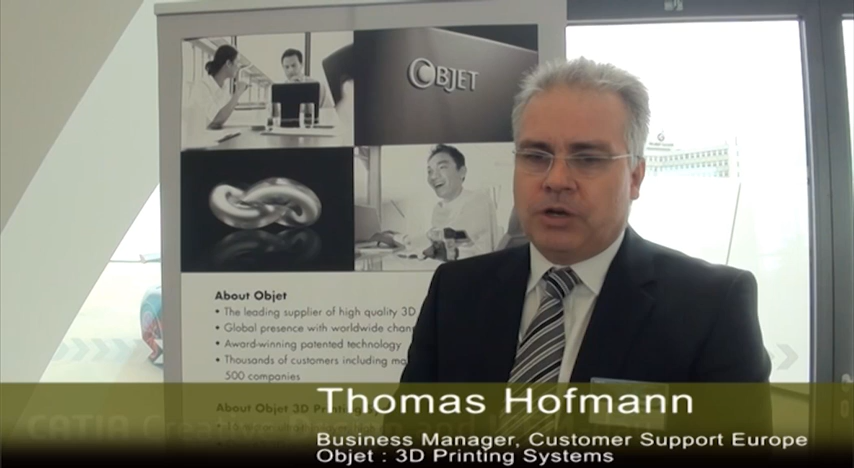 OBJET
About Objet
• The leading supplier of high quality 3D
• Global presence with worldwide
• Award-winning patented technology
• Thousands of customers including
500 companies
About Objet 3D
CATIA
Thomas Hofmann
Business Manager, Customer Support Europe
Objet : 3D Printing Systems